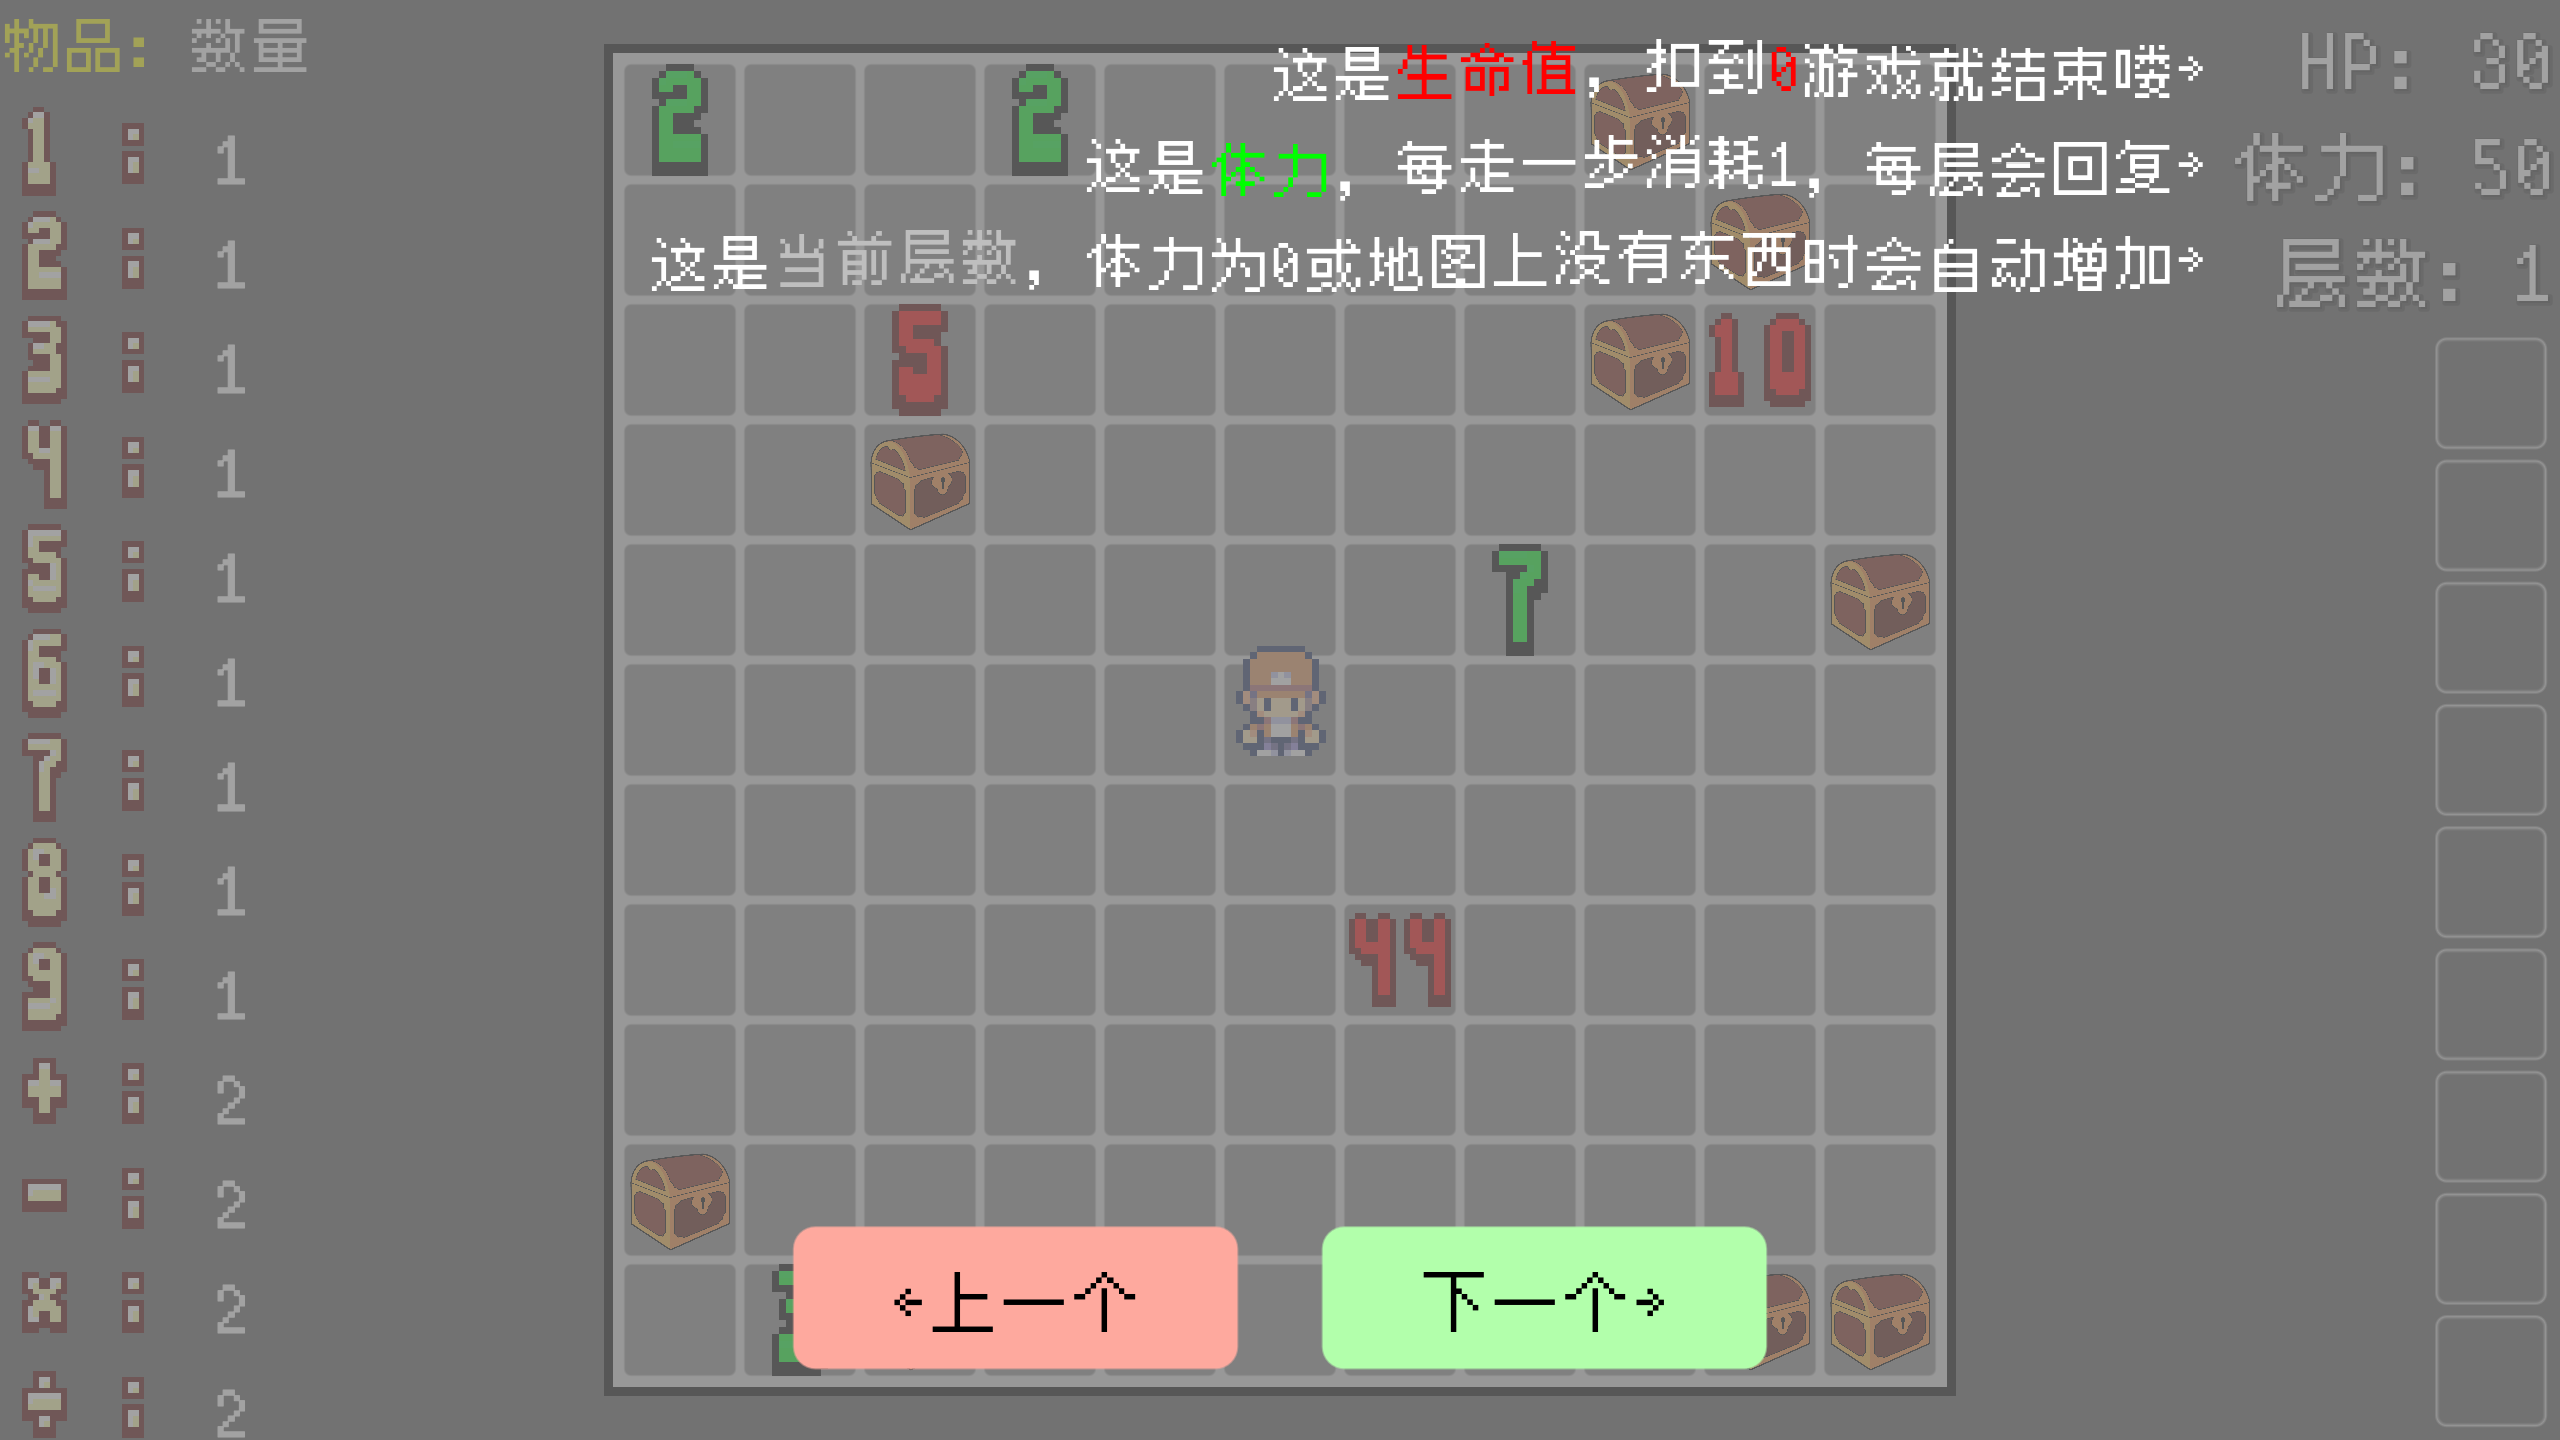 物品: 数量
这是生命值，扣到0游戏就结束喽→ HP: 30
这是体力，每走一步消耗1，每层会回复→ 体力: 50
这是当前层数，体力为0或地图上没有东西时会自动增加→ 层数: 1
1 : 1
2 : 1
3 : 1
4 : 1
5 : 1
6 : 1
7 : 1
8 : 1
9 : 1
+ : 2
- : 2
x : 2
÷ : 2
2 2
5 10
7
44
←上一个 下一个→